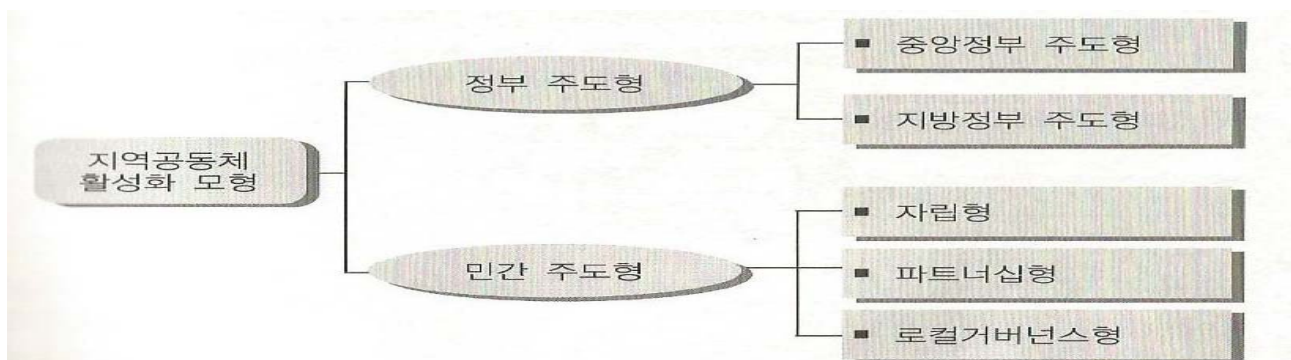 지역공동체
활성화 모형
정부 주도형
■ 중앙정부 주도형
■ 지방정부 주도형
민간 주도형
■ 자립형
■ 파트너십형
■ 로컬거버넌스형